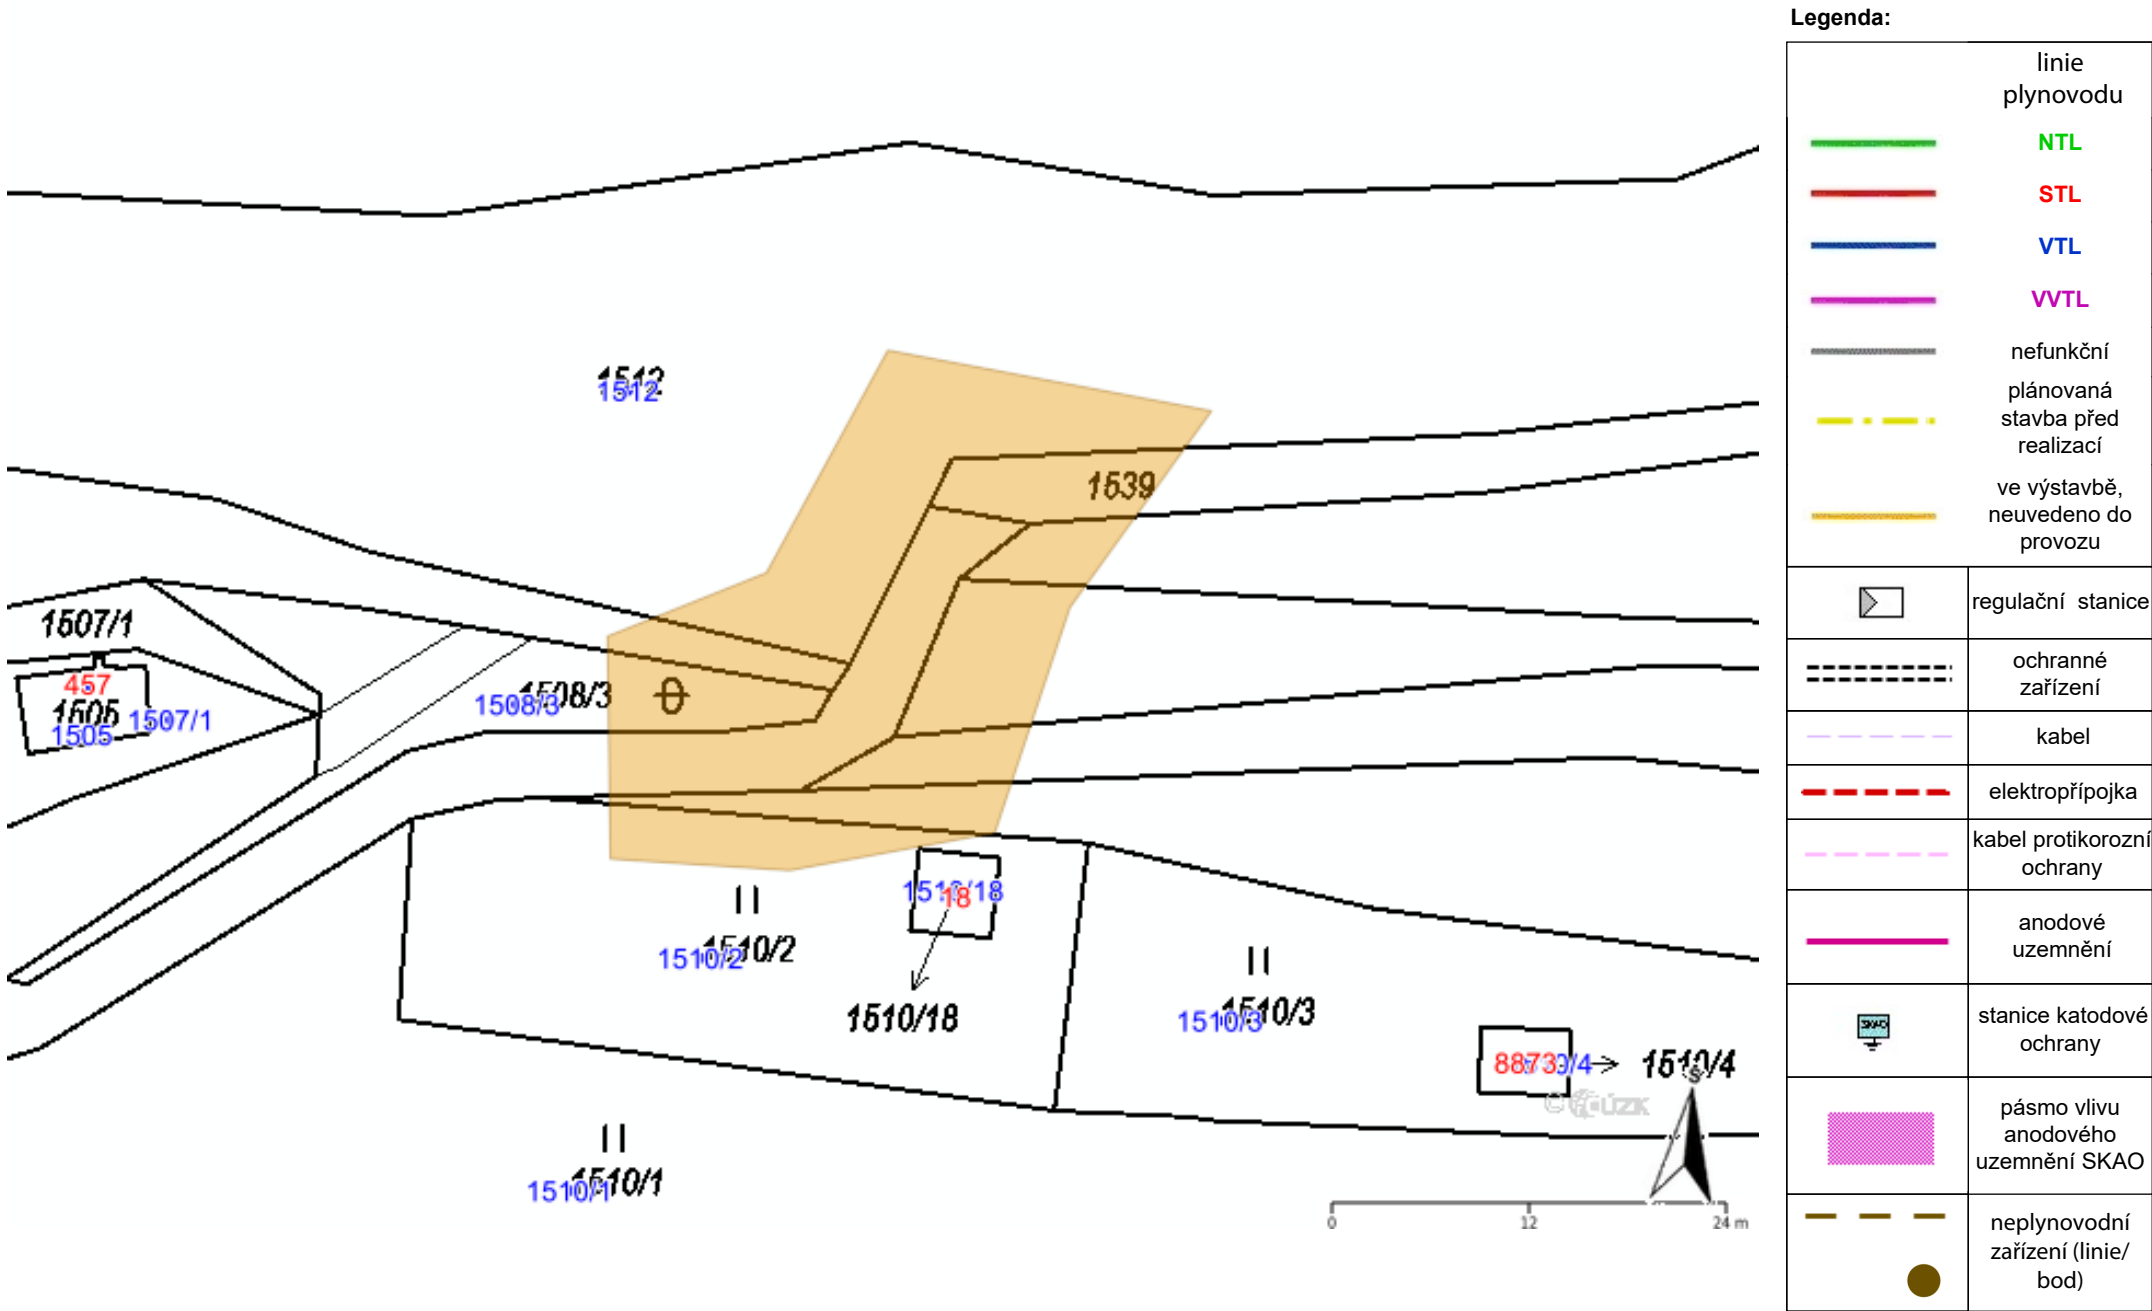 Legenda:
linie
plynovodu
NTL
STL
VTL
VVTL
nefunkční
plánovaná
stavba před
realizací
ve výstavbě,
neuvedeno do
provozu
regulační stanice
ochranné
zařízení
kabel
elektropřípojka
kabel protikorozní
ochrany
anodové
uzemnění
SKAO
stanice katodové
ochrany
pásmo vlivu
anodového
uzemnění SKAO
neplynovodní
zařízení (linie/
bod)
1512
1512
1539
1507/1
457
1505
1505
1507/1
1508/3
1508/3
1510/18
18
1510/2
1510/2
1510/18
1510/3
1510/3
8873
1510/4
© ČÚZK
Š
1510/1
1510/1
0
12
24 m